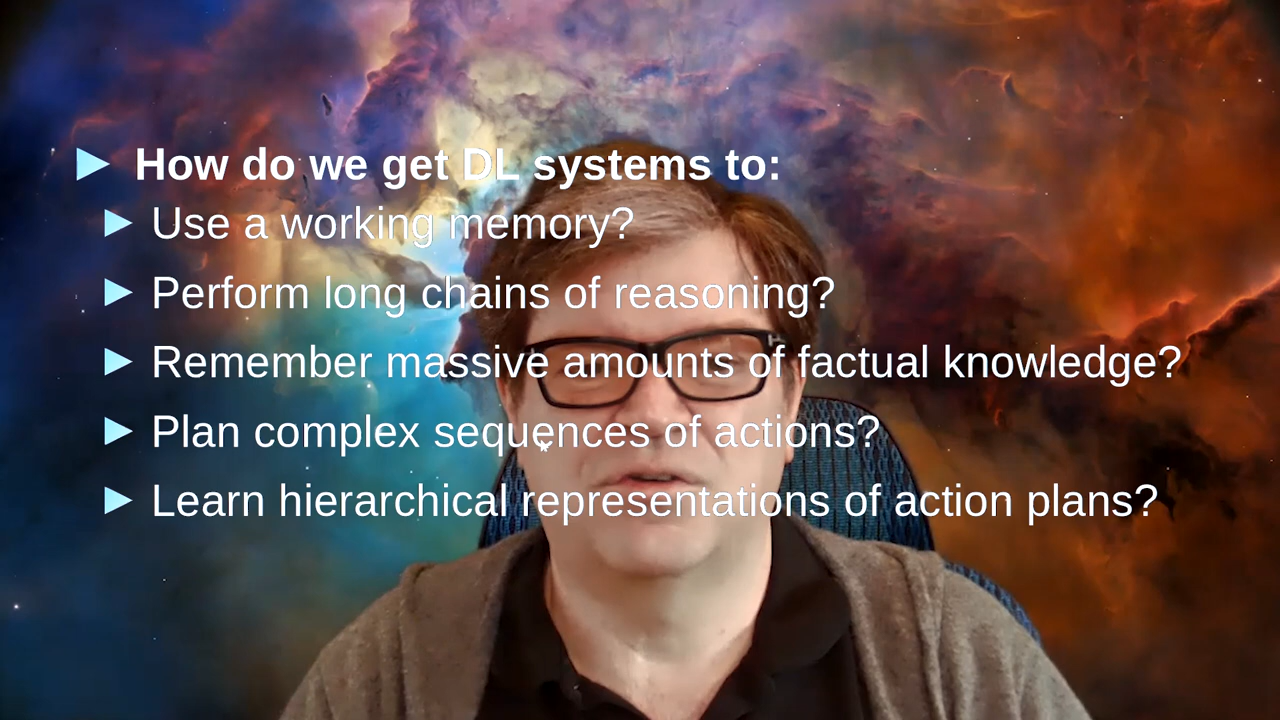 How do we get DL systems to:
Use a working memory?
Perform long chains of reasoning?
Remember massive amounts of factual knowledge?
Plan complex sequences of actions?
Learn hierarchical representations of action plans?